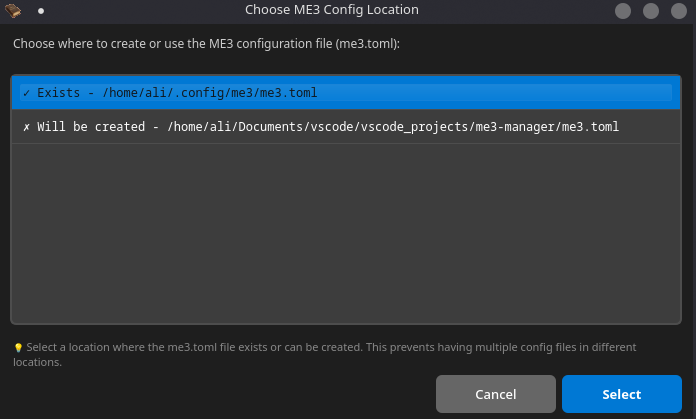 Choose ME3 Config Location
Choose where to create or use the ME3 configuration file (me3.toml):
✓ Exists - /home/ali/.config/me3/me3.toml
✗ Will be created - /home/ali/Documents/vscode/vscode_projects/me3-manager/me3.toml
💡 Select a location where the me3.toml file exists or can be created. This prevents having multiple config files in different
locations.
Cancel
Select